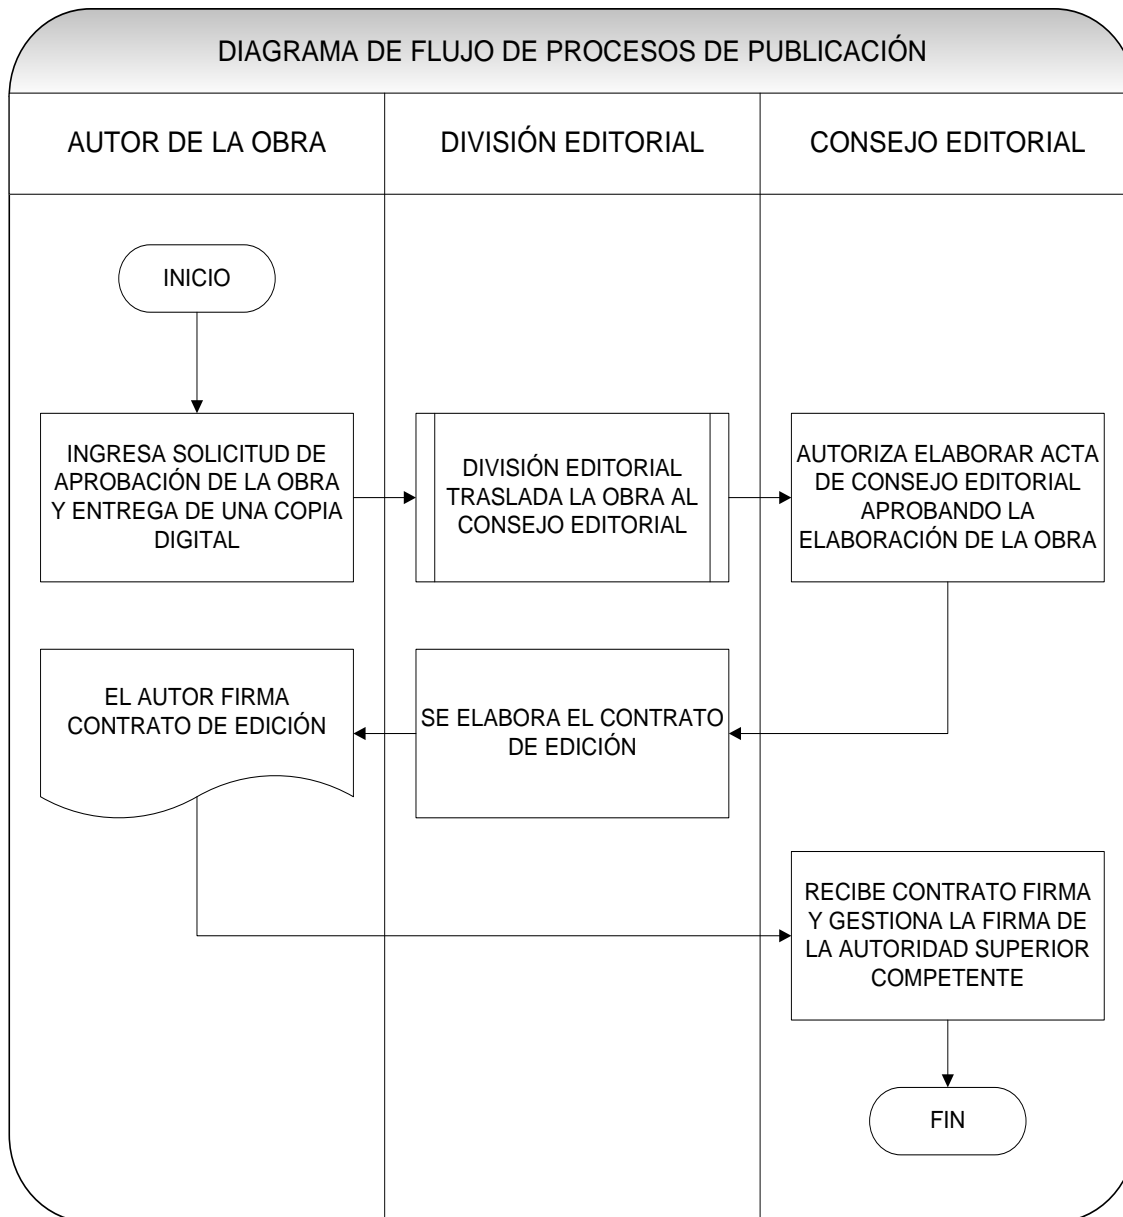 DIAGRAMA DE FLUJO DE PROCESOS DE PUBLICACIÓN
AUTOR DE LA OBRA
DIVISIÓN EDITORIAL
CONSEJO EDITORIAL
INICIO
INGRESA SOLICITUD DE
APROBACIÓN DE LA OBRA
Y ENTREGA DE UNA COPIA
DIGITAL
DIVISIÓN EDITORIAL
TRASLADA LA OBRA AL
CONSEJO EDITORIAL
AUTORIZA ELABORAR ACTA
DE CONSEJO EDITORIAL
APROBANDO LA
ELABORACIÓN DE LA OBRA
EL AUTOR FIRMA
CONTRATO DE EDICIÓN
SE ELABORA EL CONTRATO
DE EDICIÓN
RECIBE CONTRATO FIRMA
Y GESTIONA LA FIRMA DE
LA AUTORIDAD SUPERIOR
COMPETENTE
FIN